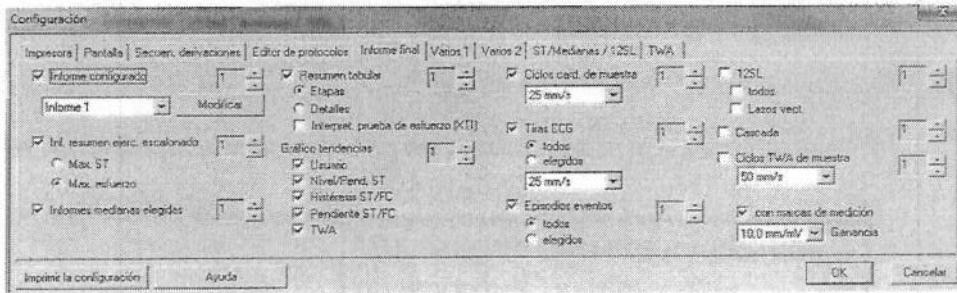 Configuración
Impresora Pantalla Secuen. derivaciones Editor de protocolos Informe final Varios 1 Varios 2 ST/Medianas / 12SL TWA
Informe configurado 1
Informe 1 Modificar
Inf. resumen ejerc. escalonado 1
Max. ST
Max. esfuerzo
Informes medianas elegidas 1
Resumen tabular 1
Etapas
Detalles
Interpret. prueba de esfuerzo (XTI)
Gráfico tendencias 1
Usuario
Nivel/Pend. ST
Histéresis ST/FC
Pendiente ST/FC
TWA
Ciclos card. de muestra 1
25 mm/s
Tiras ECG 1
todos
elegidos
25 mm/s
Episodios eventos 1
todos
elegidos
12SL 1
todos
Lazos vect.
Cascada 1
Ciclos TWA de muestra 1
50 mm/s
con marcas de medición
10,0 mm/mV Ganancia
Imprimir la configuración Ayuda OK Cancelar